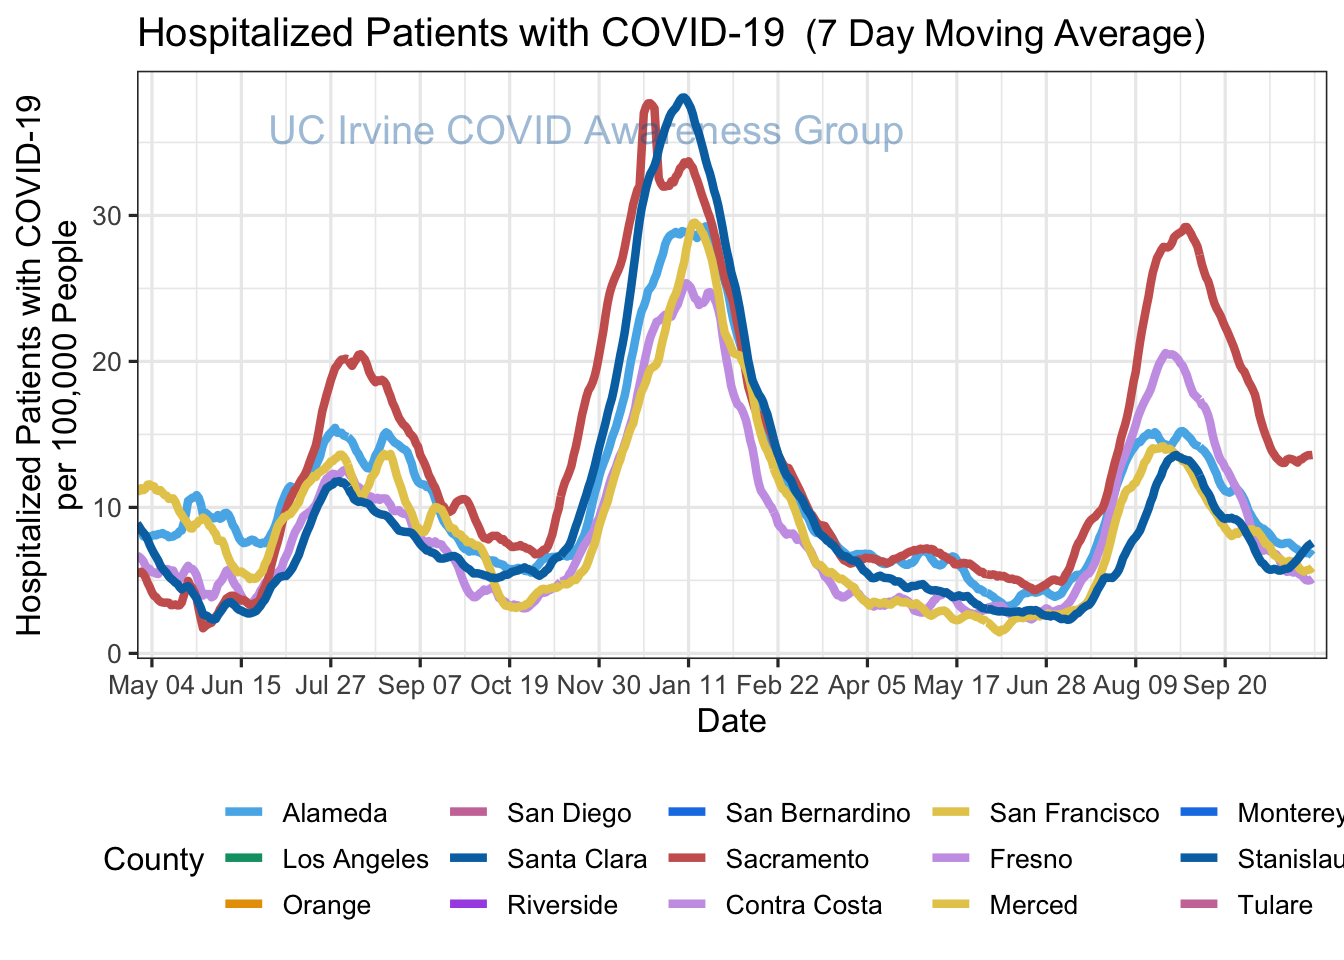 Hospitalized Patients with COVID-19 (7 Day Moving Average)
UC Irvine COVID Awareness Group
Hospitalized Patients with COVID-19
per 100,000 People
30
20
10
0
May 04 Jun 15 Jul 27 Sep 07 Oct 19 Nov 30 Jan 11 Feb 22 Apr 05 May 17 Jun 28 Aug 09 Sep 20
Date
County
Alameda San Diego San Bernardino San Francisco Monterey
Los Angeles Santa Clara Sacramento Fresno Stanislau
Orange Riverside Contra Costa Merced Tulare